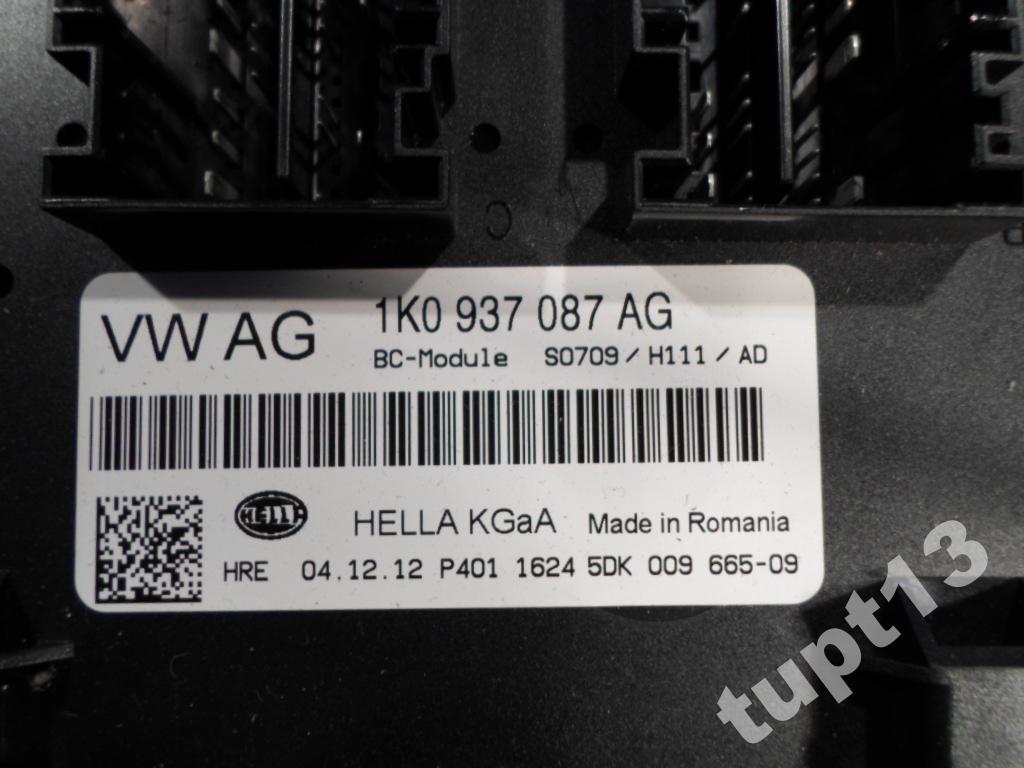 C
VW AG
1K0 937 087 AG
BC-Module S0709 / H111 / AD
HELLA
HELLA KGaA Made in Romania
HRE 04.12.12 P401 1624 5DK 009 665-09
tupt13